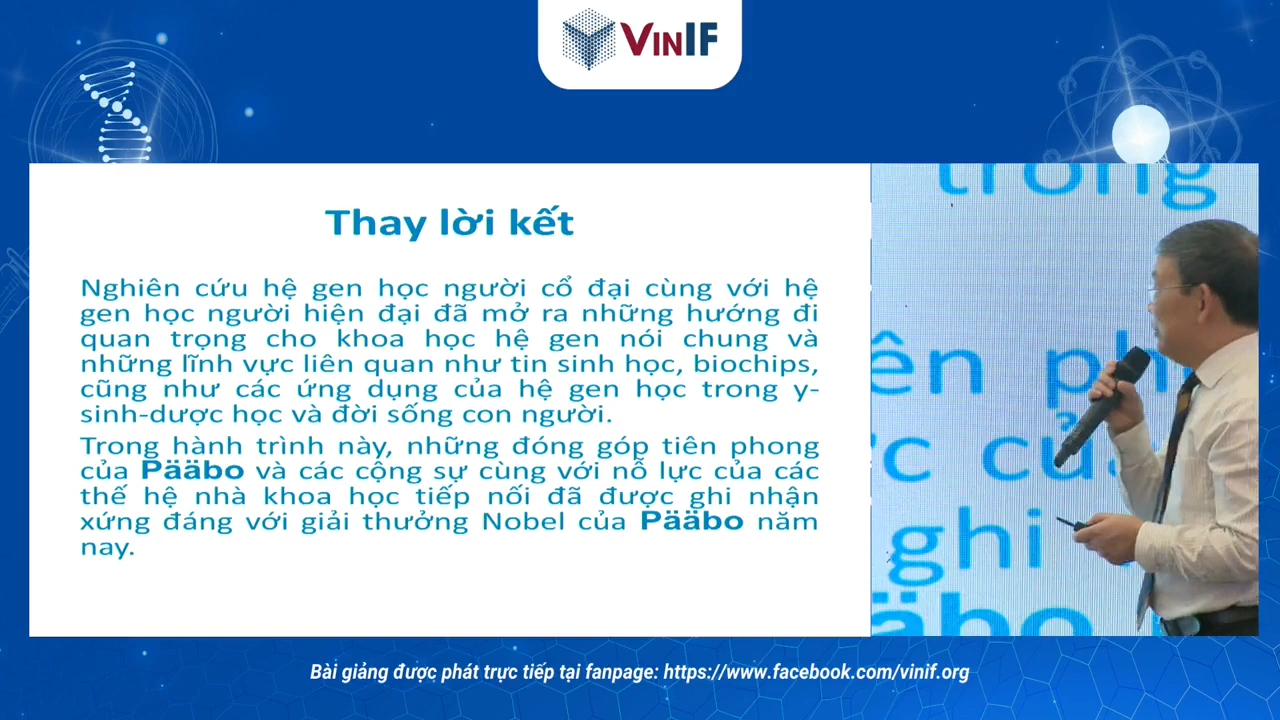 VINIF
Thay lời kết
Nghiên cứu hệ gen học người cổ đại cùng với hệ
gen học người hiện đại đã mở ra những hướng đi
quan trọng cho khoa học hệ gen nói chung và
những lĩnh vực liên quan như tin sinh học, biochips,
cũng như các ứng dụng của hệ gen học trong y-
sinh-dược học và đời sống con người.
Trong hành trình này, những đóng góp tiên phong
của Pääbo và các cộng sự cùng với nỗ lực của các
thế hệ nhà khoa học tiếp nối đã được ghi nhận
xứng đáng với giải thưởng Nobel của Pääbo năm
nay.
trong
ên ph
c củ
ghi
äbo
Bài giảng được phát trực tiếp tại fanpage: https://www.facebook.com/vinif.org